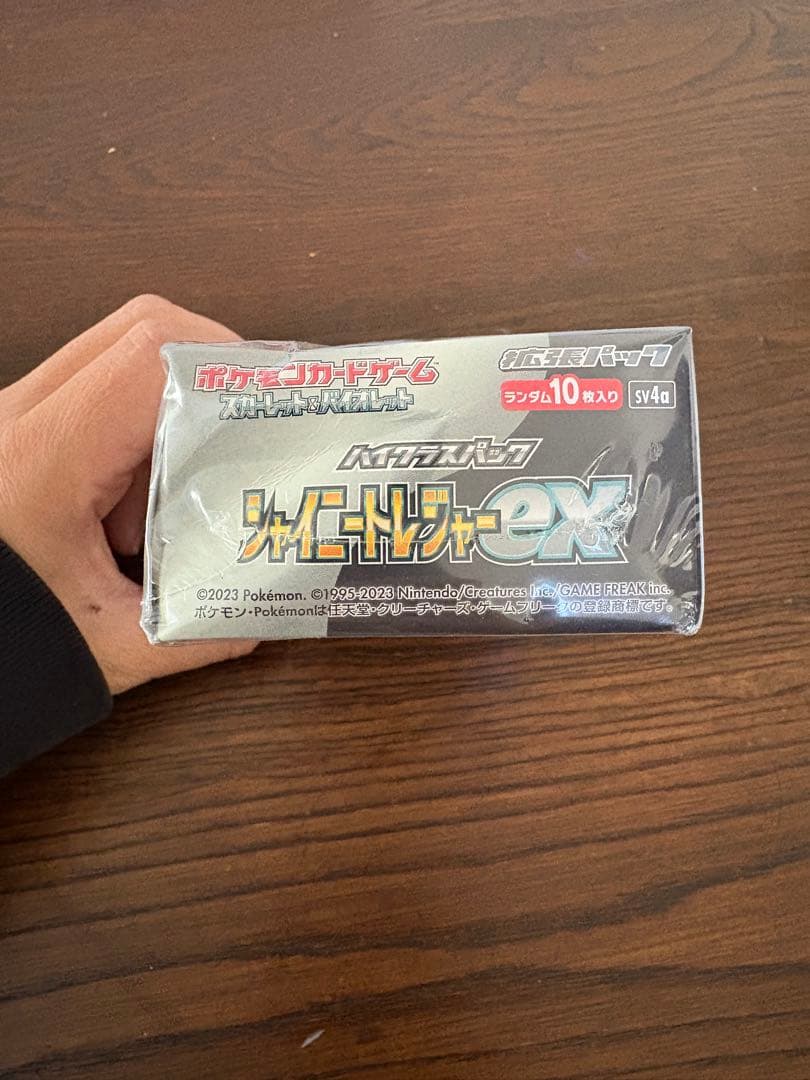 ポケモンカードゲーム™
スカーレット&バイオレット
拡張パック
ランダム10枚入り
sv4a
ハイクラスパック
シャイニートレジャーex
©2023 Pokémon. ©1995-2023 Nintendo/Creatures Inc./GAME FREAK inc.
ポケモン・Pokémonは任天堂・クリーチャーズ・ゲームフリークの登録商標です。